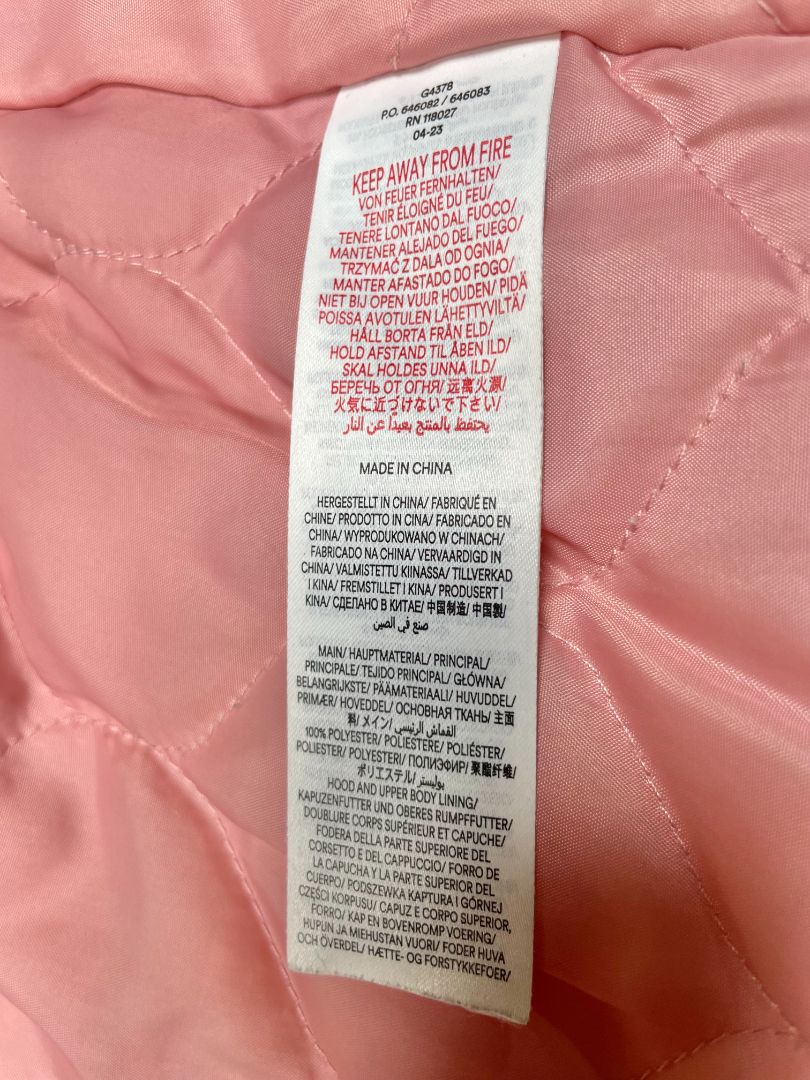 G4378
P.O. 646082 / 646083
RN 118027
04-23
KEEP AWAY FROM FIRE
VON FEUER FERNHALTEN/
TENIR ÉLOIGNÉ DU FEU/
TENERE LONTANO DAL FUOCO/
MANTENER ALEJADO DEL FUEGO/
TRZYMAĆ Z DALA OD OGNIA/
MANTER AFASTADO DO FOGO/
NIET BIJ OPEN VUUR HOUDEN/ PIDÄ
POISSA AVOTULEN LÄHETTYVILTÄ/
HÅLL BORTA FRÅN ELD/
HOLD AFSTAND TIL ÅBEN ILD/
SKAL HOLDES UNNA ILD/
БЕРЕЧЬ ОТ ОГНЯ/ 远离火源/
火気に近づけないで下さい/
يحتفظ بالمنتج بعيداً عن النار
MADE IN CHINA
HERGESTELLT IN CHINA/ FABRIQUÉ EN
CHINE/ PRODOTTO IN CINA/ FABRICADO EN
CHINA/ WYPRODUKOWANO W CHINACH/
FABRICADO NA CHINA/ VERVAARDIGD IN
CHINA/ VALMISTETTU KIINASSA/ TILLVERKAD
I KINA/ FREMSTILLET I KINA/ PRODUSERT I
KINA/ СДЕЛАНО В КИТАЕ/ 中国制造/ 中国製/
صنع في الصين
MAIN/ HAUPTMATERIAL/ PRINCIPAL/
PRINCIPALE/ TEJIDO PRINCIPAL/ GŁÓWNA/
BELANGRIJKSTE/ PÄÄMATERIAALI/ HUVUDDEL/
PRIMÆR/ HOVEDDEL/ ОСНОВНАЯ ТКАНЬ/ 主面
料/ メイン/ القماش الرئيسي
100% POLYESTER/ POLIESTERE/ POLIÉSTER/
POLIESTER/ POLYESTERI/ ПОЛИЭФИР/ 聚酯纤维/
ポリエステル/ بوليستر
HOOD AND UPPER BODY LINING/
KAPUZENFUTTER UND OBERES RUMPFFUTTER/
DOUBLURE CORPS SUPÉRIEUR ET CAPUCHE/
FODERA DELLA PARTE SUPERIORE DEL
CORSETTO E DEL CAPPUCCIO/ FORRO DE
LA CAPUCHA Y LA PARTE SUPERIOR DEL
CUERPO/ PODSZEWKA KAPTURA I GÓRNEJ
CZĘŚCI KORPUSU/ CAPUZ E CORPO SUPERIOR,
FORRO/ KAP EN BOVENROMP VOERING/
HUPUN JA MIEHUSTAN VUORI/ FODER HUVA
OCH ÖVERDEL/ HÆTTE- OG FORSTYKKEFOER/